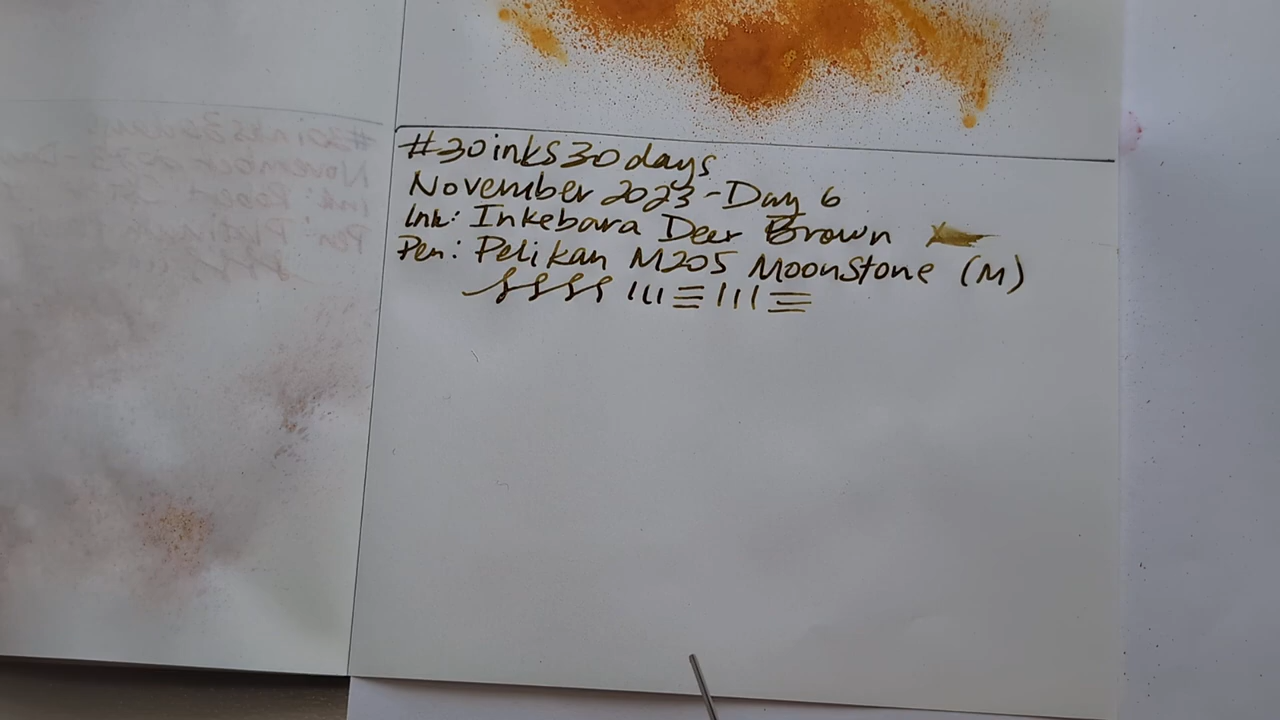 #30inks30days
November 2023 - Day 6
Ink: Inkebara Deer Brown
Pen: Pelikan M205 Moonstone (M)